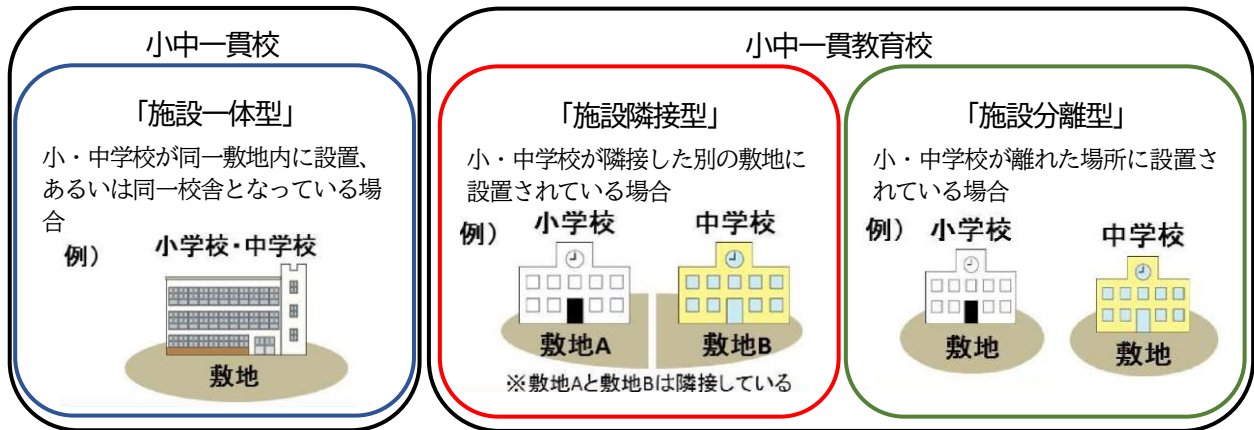 小中一貫校
「施設一体型」
小・中学校が同一敷地内に設置、
あるいは同一校舎となっている場
合
例）
小学校・中学校
敷地
小中一貫教育校
「施設隣接型」
小・中学校が隣接した別の敷地に
設置されている場合
例）
小学校
中学校
敷地A
敷地B
※敷地Aと敷地Bは隣接している
「施設分離型」
小・中学校が離れた場所に設置さ
れている場合
例）
小学校
中学校
敷地
敷地